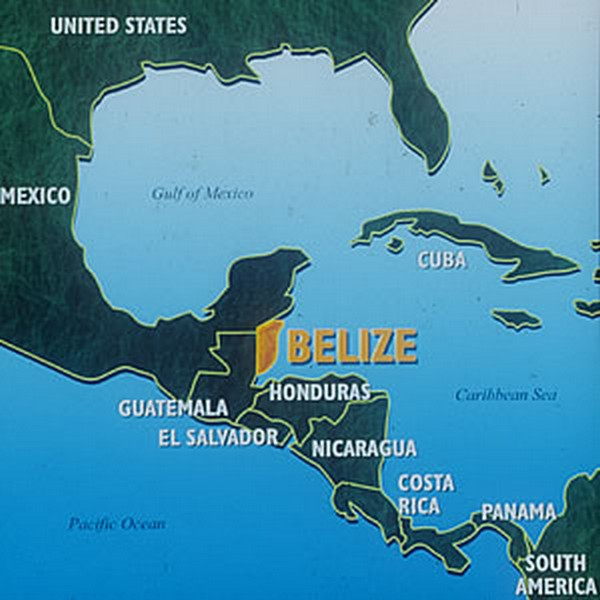 UNITED STATES
MEXICO
Gulf of Mexico
CUBA
BELIZE
HONDURAS
Caribbean Sea
GUATEMALA
EL SALVADOR
NICARAGUA
COSTA
RICA
PANAMA
Pacific Ocean
SOUTH
AMERICA